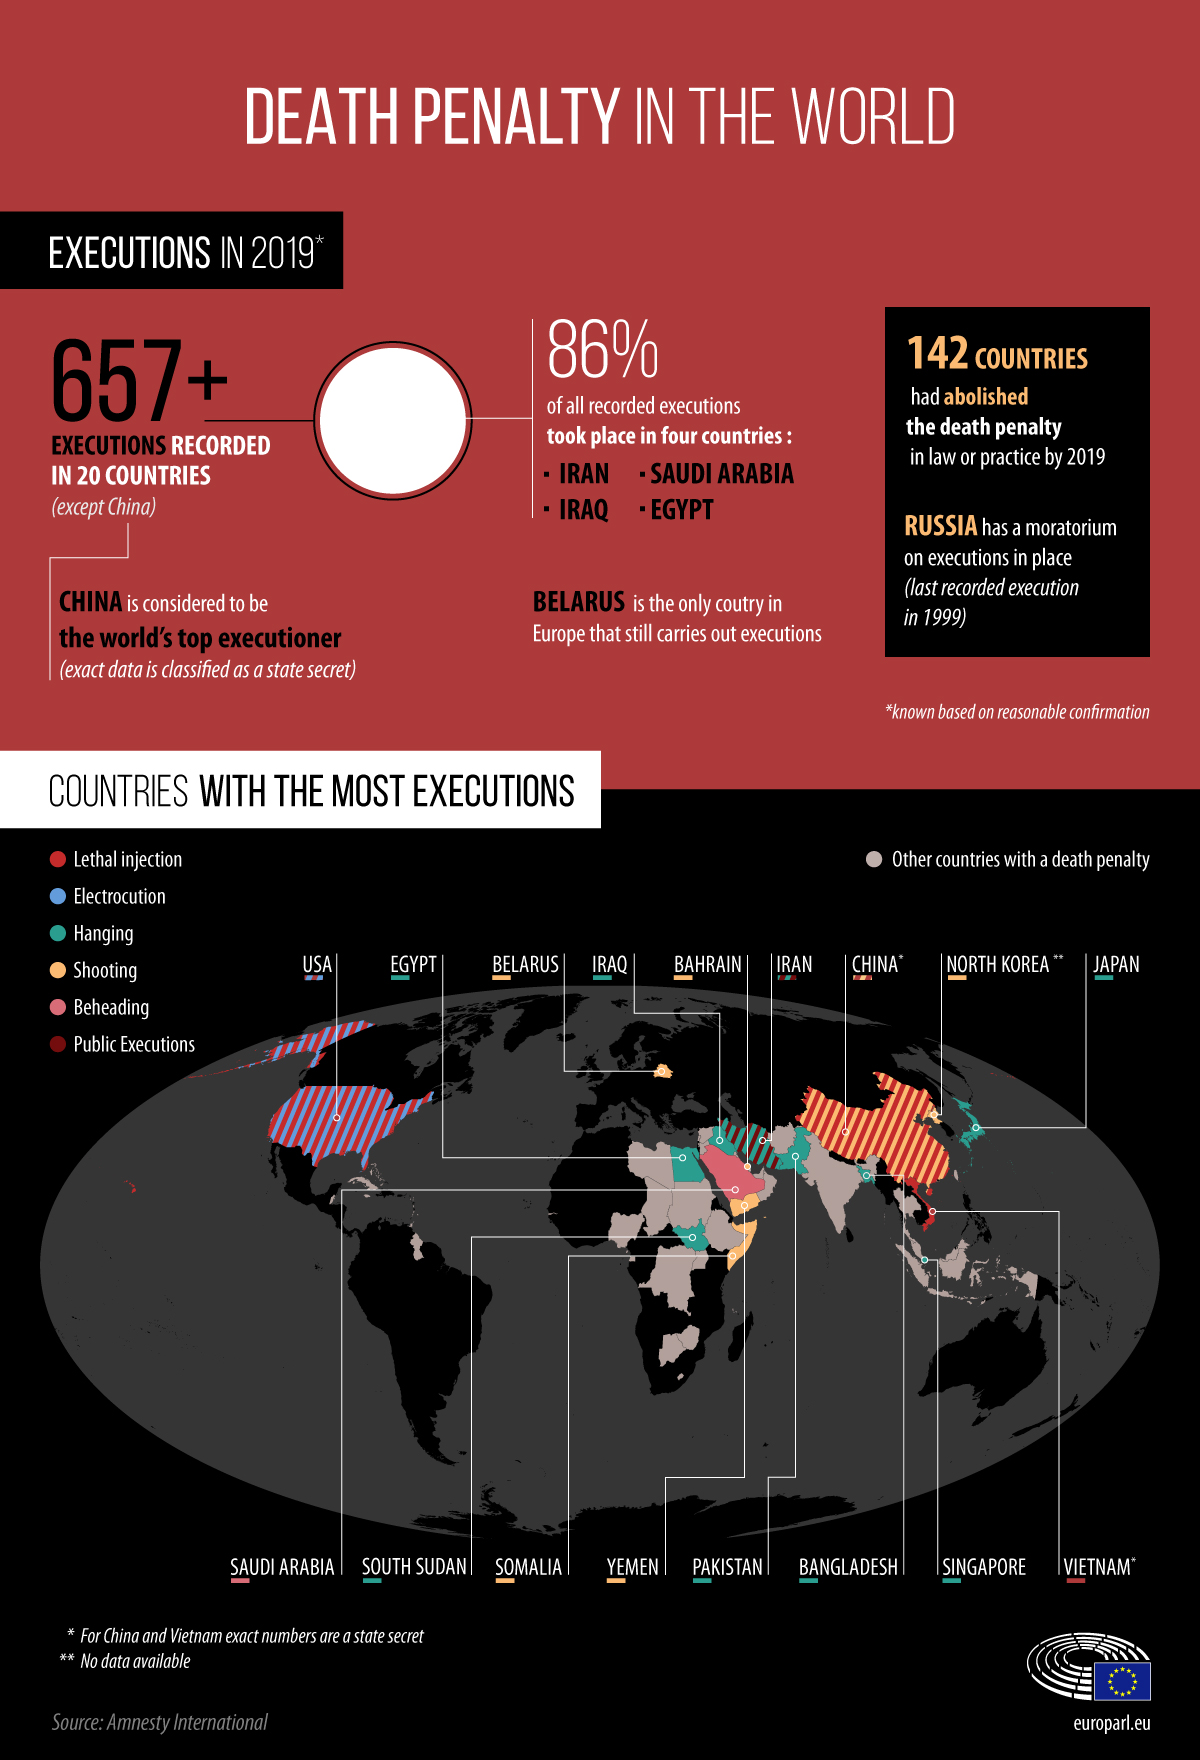 DEATH PENALTY IN THE WORLD
EXECUTIONS IN 2019*
657+
EXECUTIONS RECORDED
IN 20 COUNTRIES
(except China)
CHINA is considered to be
the world's top executioner
(exact data is classified as a state secret)
86%
of all recorded executions
took place in four countries :
· IRAN · SAUDI ARABIA
· IRAQ · EGYPT
BELARUS is the only coutry in
Europe that still carries out executions
142 COUNTRIES
had abolished
the death penalty
in law or practice by 2019
RUSSIA has a moratorium
on executions in place
(last recorded execution
in 1999)
*known based on reasonable confirmation
COUNTRIES WITH THE MOST EXECUTIONS
Lethal injection
Electrocution
Hanging
Shooting
Beheading
Public Executions
Other countries with a death penalty
USA EGYPT BELARUS IRAQ BAHRAIN IRAN CHINA* NORTH KOREA ** JAPAN
SAUDI ARABIA SOUTH SUDAN SOMALIA YEMEN PAKISTAN BANGLADESH SINGAPORE VIETNAM*
* For China and Vietnam exact numbers are a state secret
** No data available
Source: Amnesty International
europarl.eu